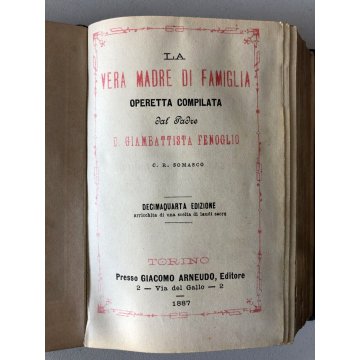 LA
VERA MADRE DI FAMIGLIA
OPERETTA COMPILATA
dal Padre
D. GIAMBATTISTA FENOGLIO
C. R. SOMASCO
DECIMAQUARTA EDIZIONE
arricchita di una scelta di laudi sacre
TORINO
Presso GIACOMO ARNEUDO, Editore
2 — Via del Gallo — 2
1887